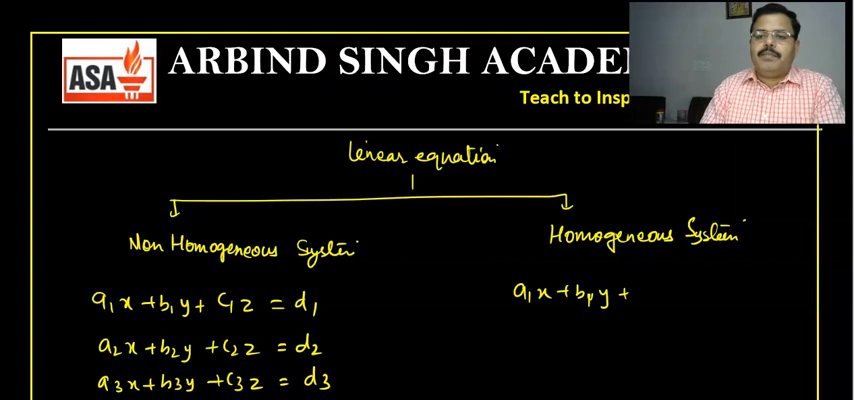 ASA
ARBIND SINGH ACADE
Teach to Insp
Linear equation
Non Homogeneous System
Homogeneous System
a₁x + b₁y + c₁z = d₁
a₁x + b₁y +
a₂x + b₂y + c₂z = d₂
a₃x + b₃y + c₃z = d₃